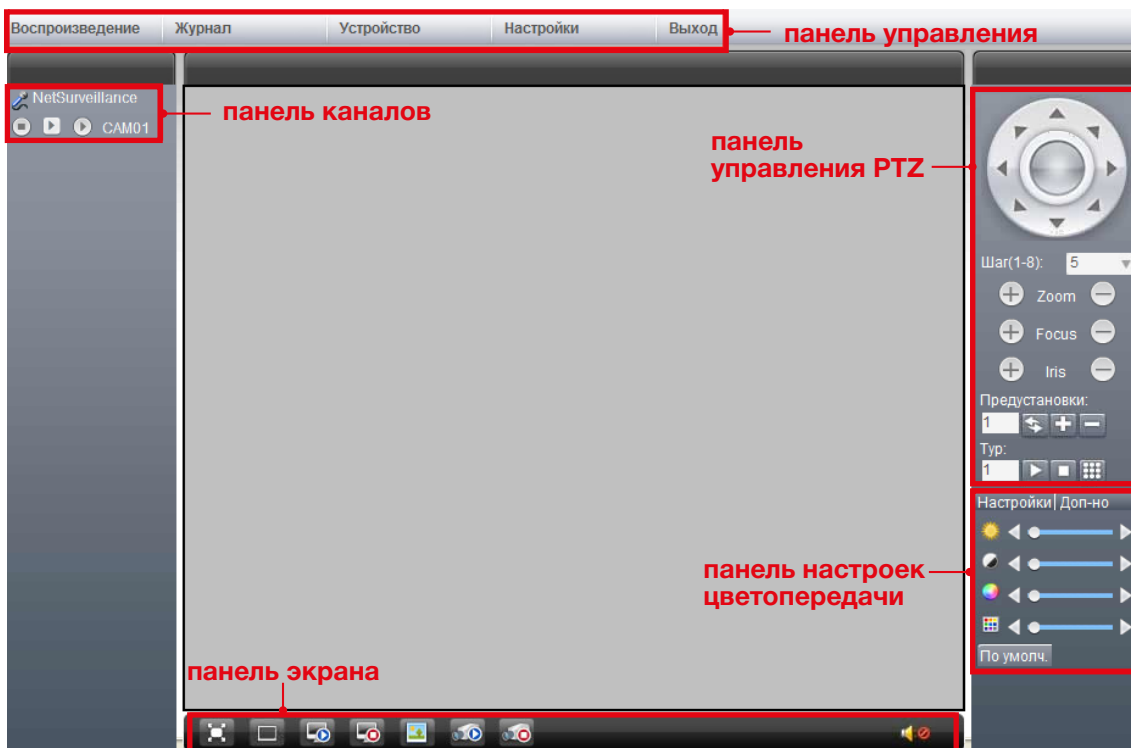 Воспроизведение Журнал Устройство Настройки Выход
панель управления
NetSurveillance
CAM01
панель каналов
панель
управления PTZ
Шаг(1-8): 5
Zoom
Focus
Iris
Предустановки:
1
Тур:
1
Настройки Доп-но
панель настроек
цветопередачи
По умолч.
панель экрана